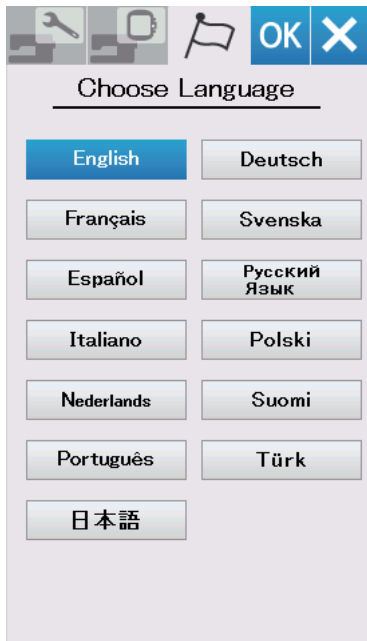 OK
Choose Language
English
Deutsch
Français
Svenska
Español
Русский
Язык
Italiano
Polski
Nederlands
Suomi
Português
Türk
日本語